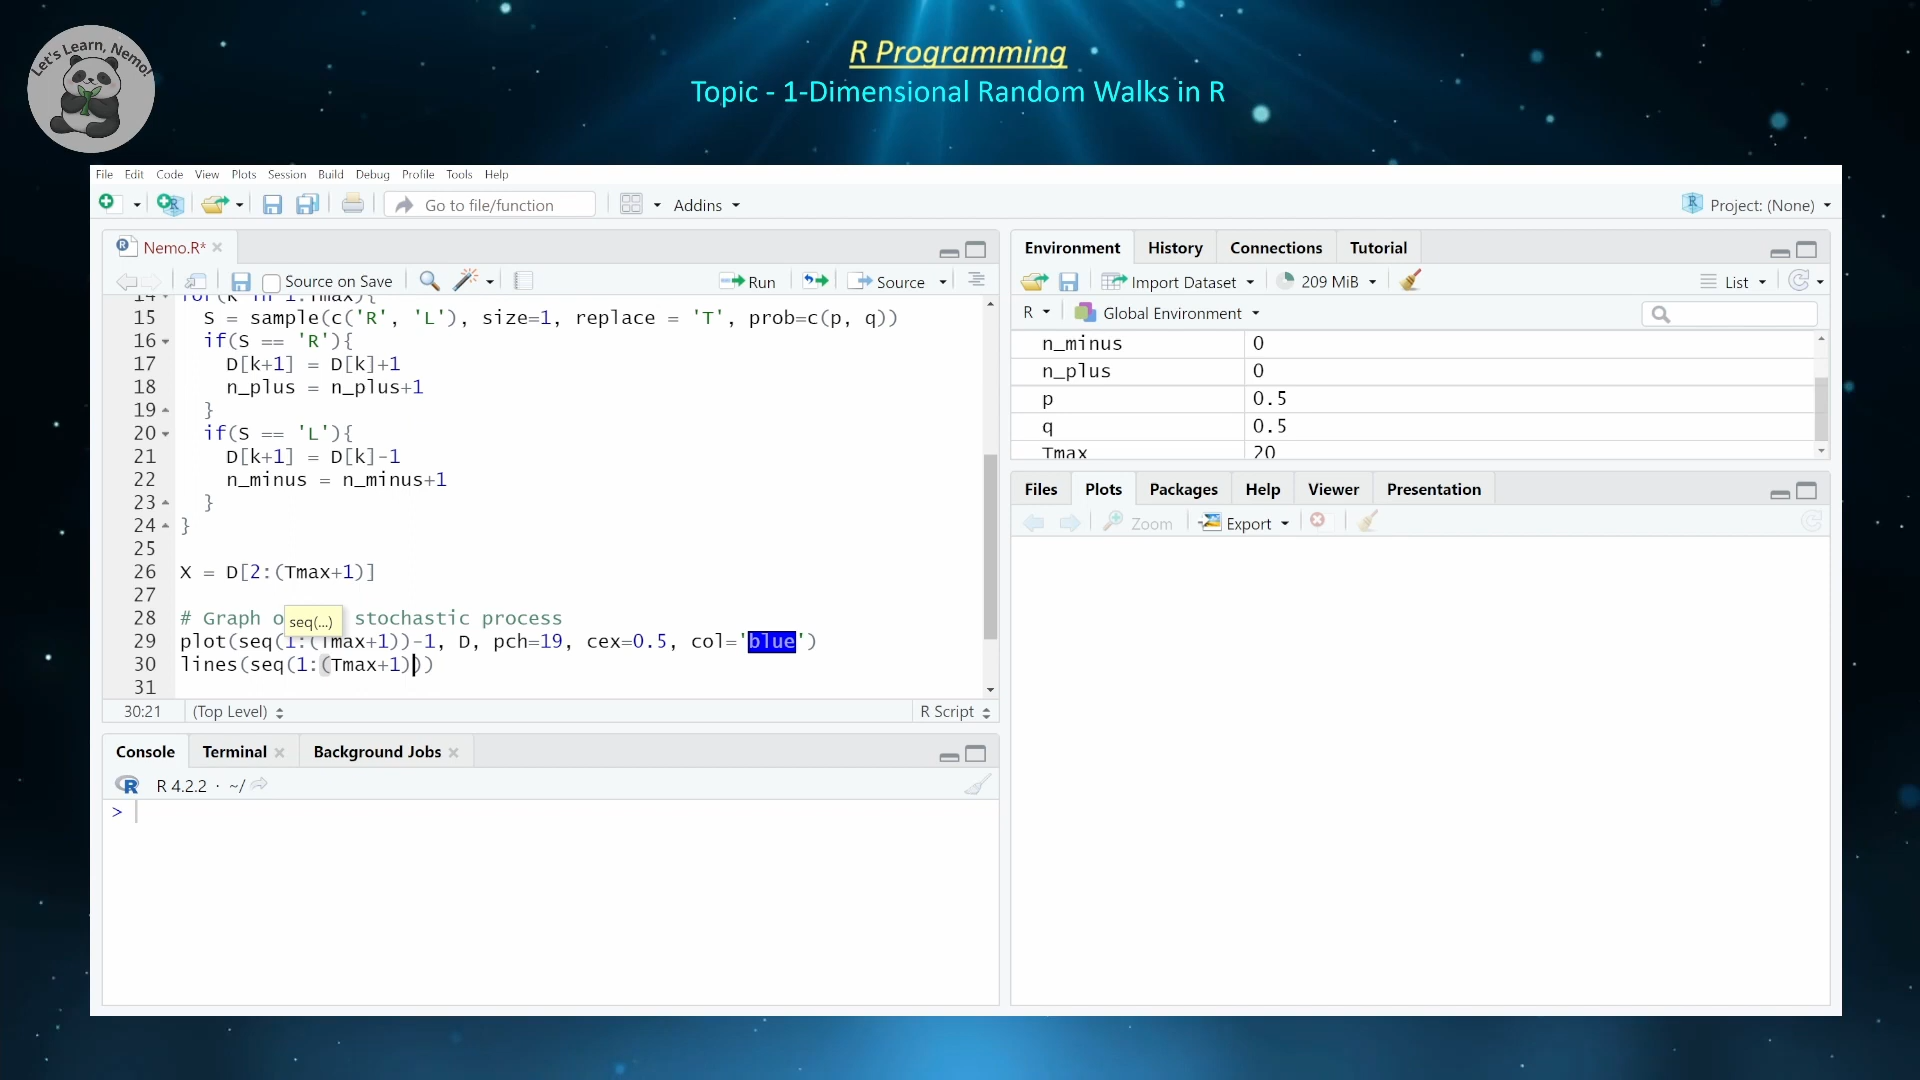 Let's Learn, Nemo!
R Programming
Topic - 1-Dimensional Random Walks in R
File Edit Code View Plots Session Build Debug Profile Tools Help
Go to file/function Addins Project: (None)
Nemo.R*
Source on Save Run Source
14 for(k in 1:Tmax){
15 S = sample(c('R', 'L'), size=1, replace = 'T', prob=c(p, q))
16 if(S == 'R'){
17 D[k+1] = D[k]+1
18 n_plus = n_plus+1
19 }
20 if(S == 'L'){
21 D[k+1] = D[k]-1
22 n_minus = n_minus+1
23 }
24 }
25
26 X = D[2:(Tmax+1)]
27
28 # Graph o stochastic process
seq(...)
29 plot(seq(1:(Tmax+1))-1, D, pch=19, cex=0.5, col='blue')
30 lines(seq(1:(Tmax+1)))
31
30:21 (Top Level) R Script
Console Terminal Background Jobs
R R 4.2.2 · ~/
>
Environment History Connections Tutorial
Import Dataset 209 MiB List
R Global Environment
n_minus 0
n_plus 0
p 0.5
q 0.5
Tmax 20
Files Plots Packages Help Viewer Presentation
Zoom Export